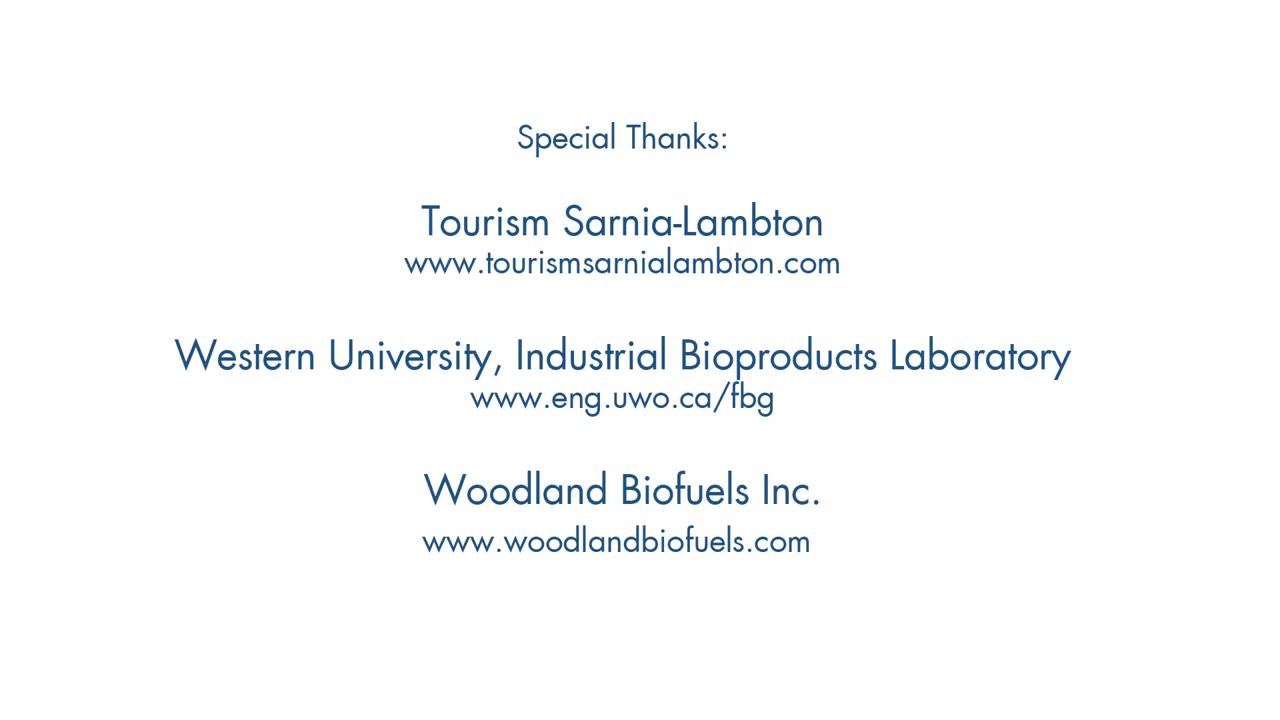 Special Thanks:
Tourism Sarnia-Lambton
www.tourismsarnialambton.com
Western University, Industrial Bioproducts Laboratory
www.eng.uwo.ca/fbg
Woodland Biofuels Inc.
www.woodlandbiofuels.com